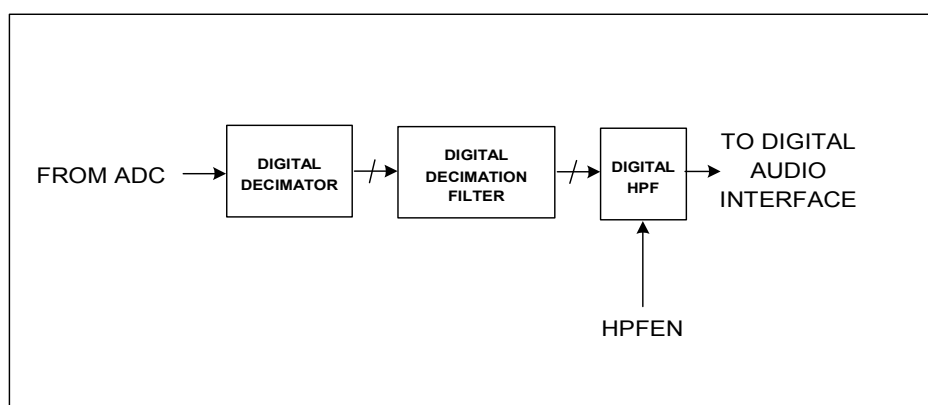 FROM ADC
DIGITAL
DECIMATOR
DIGITAL
DECIMATION
FILTER
DIGITAL
HPF
TO DIGITAL
AUDIO
INTERFACE
HPFEN